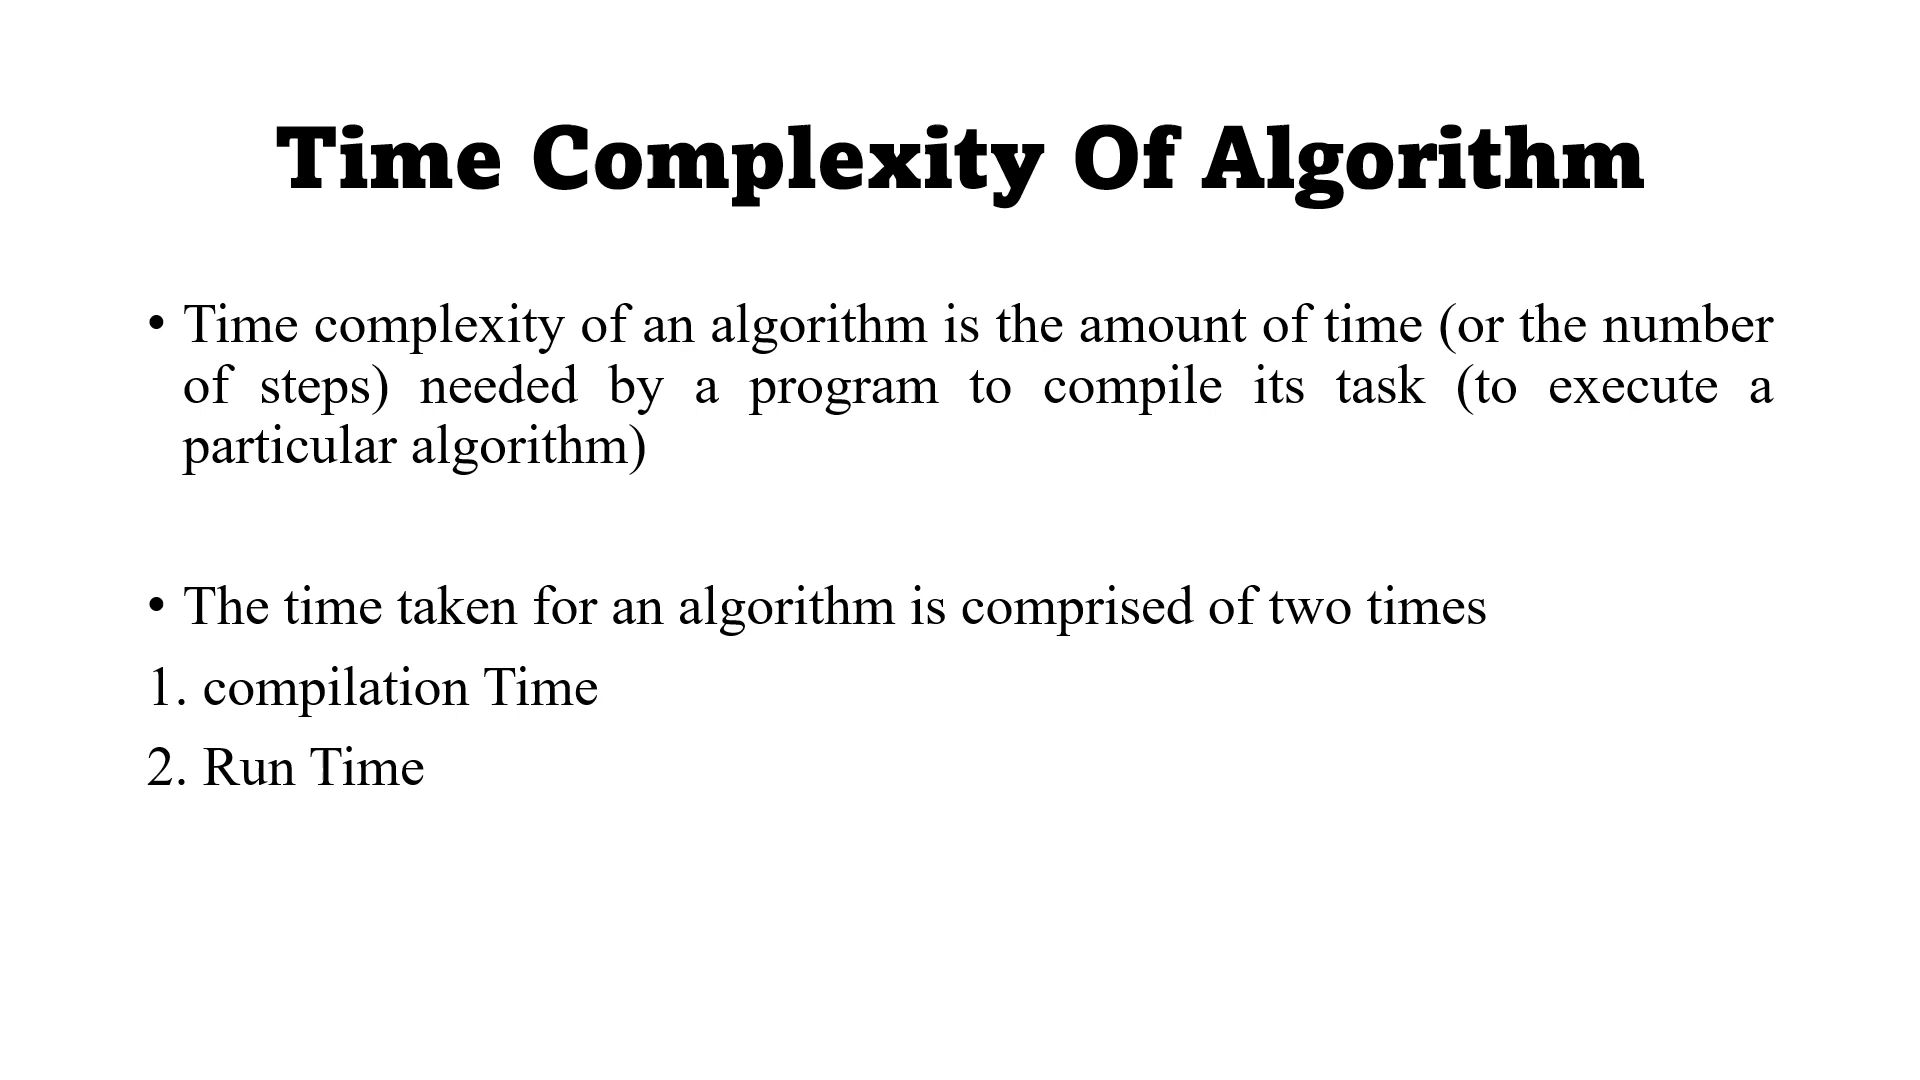 Time Complexity Of Algorithm
• Time complexity of an algorithm is the amount of time (or the number
of steps) needed by a program to compile its task (to execute a
particular algorithm)
• The time taken for an algorithm is comprised of two times
1. compilation Time
2. Run Time